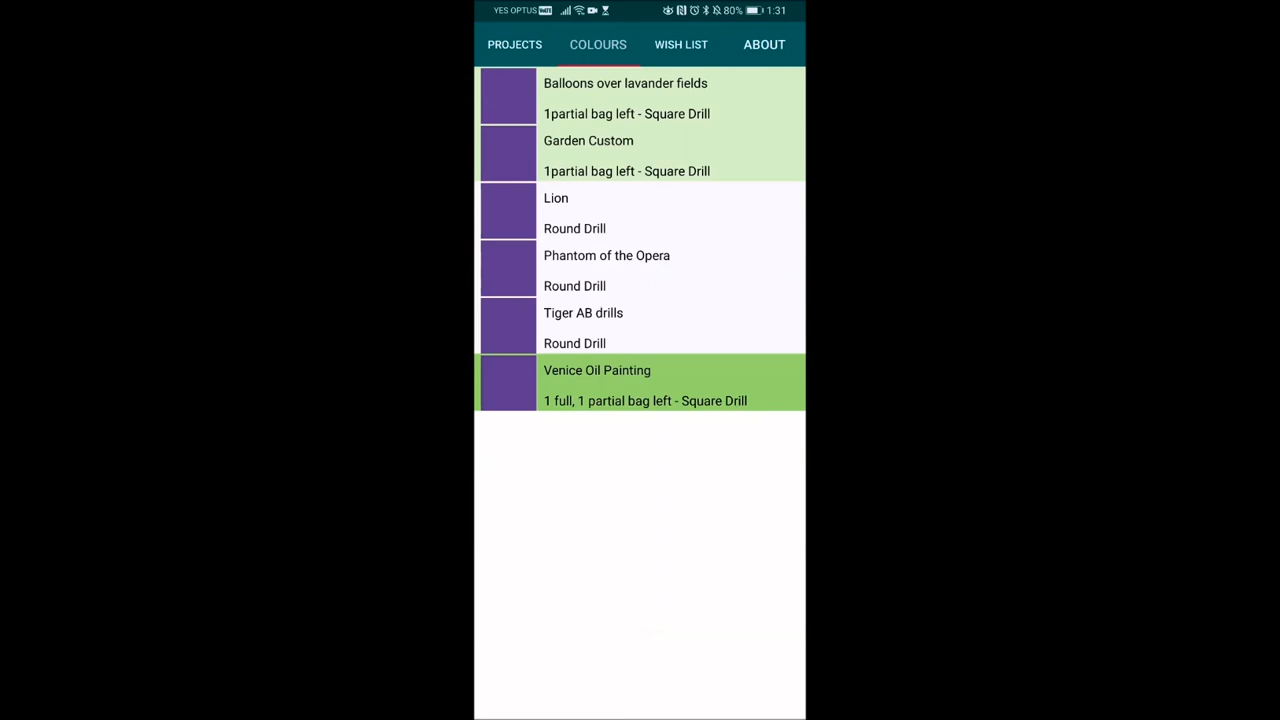 YES OPTUS 80% 1:31
PROJECTS COLOURS WISH LIST ABOUT
Balloons over lavander fields
1partial bag left - Square Drill
Garden Custom
1partial bag left - Square Drill
Lion
Round Drill
Phantom of the Opera
Round Drill
Tiger AB drills
Round Drill
Venice Oil Painting
1 full, 1 partial bag left - Square Drill